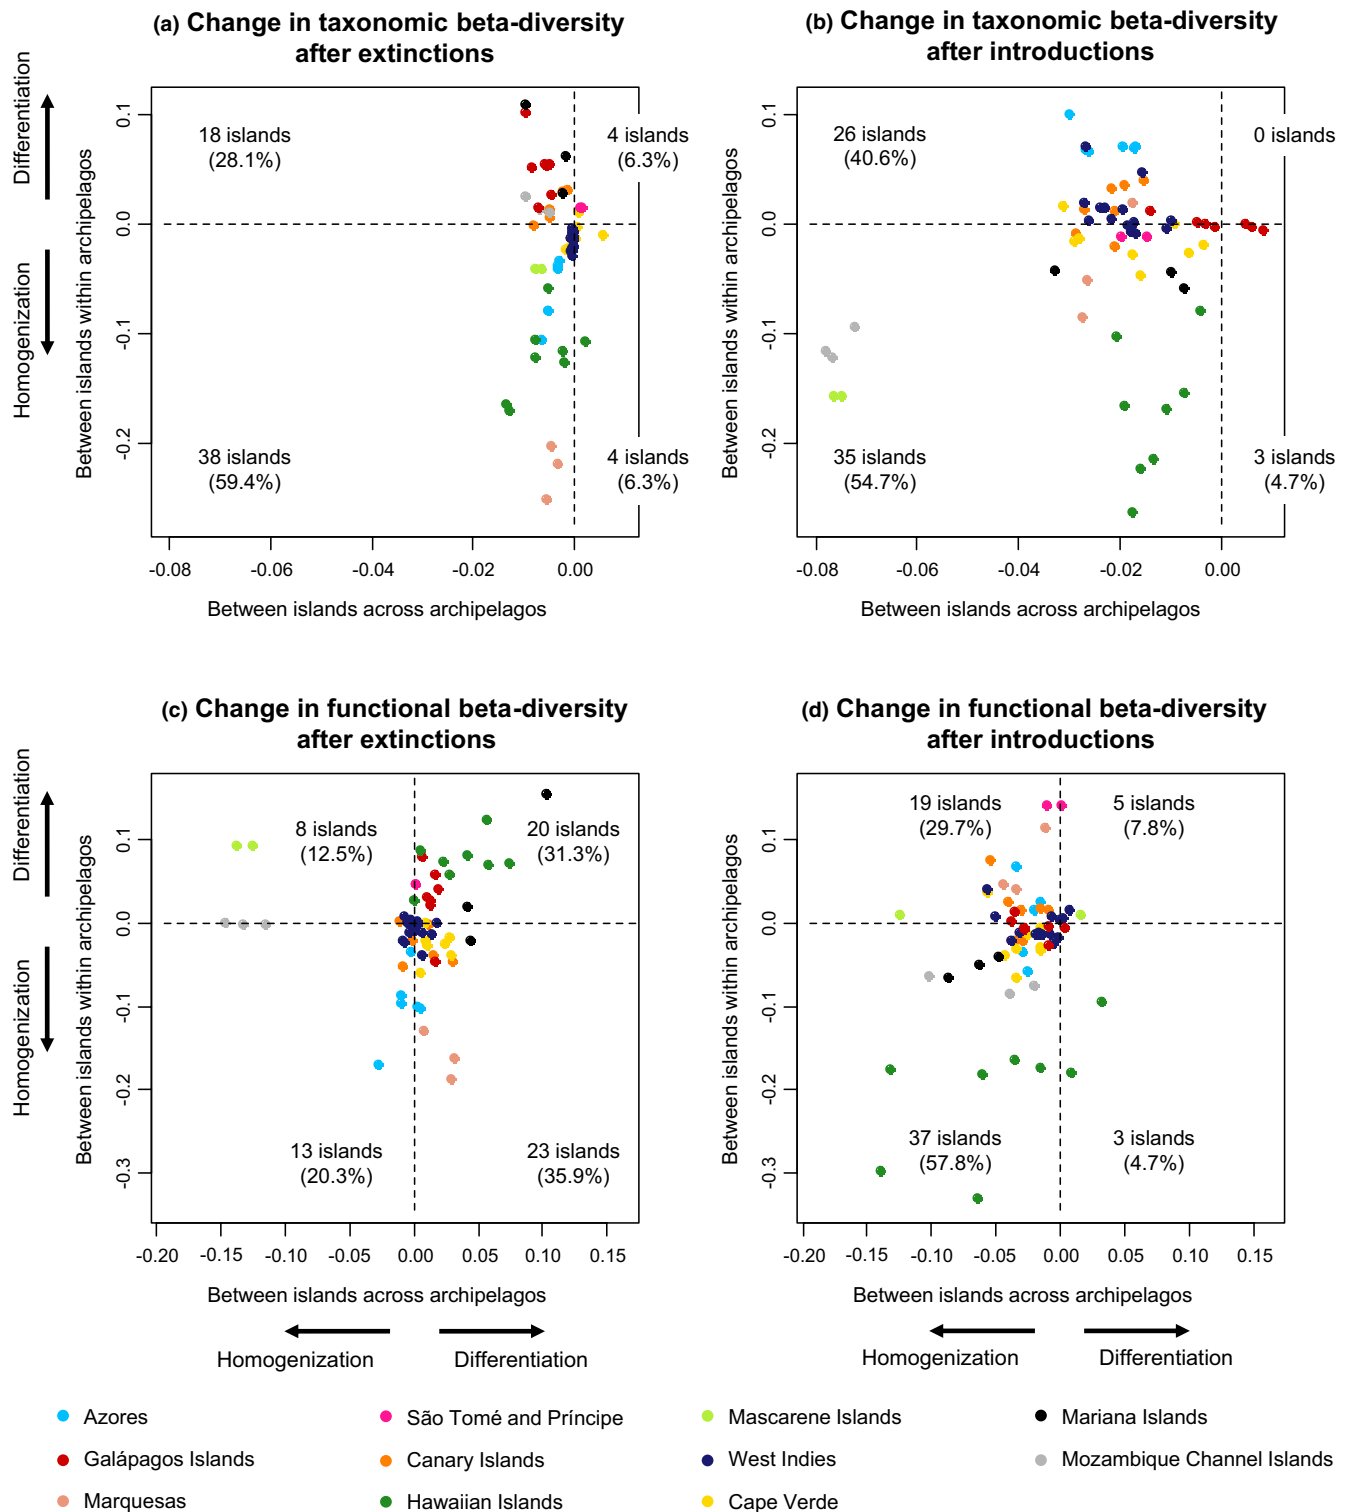 (a) Change in taxonomic beta-diversity
after extinctions
(b) Change in taxonomic beta-diversity
after introductions
Differentiation
Homogenization
Between islands within archipelagos
0.1
0.0
-0.1
-0.2
18 islands
(28.1%)
4 islands
(6.3%)
38 islands
(59.4%)
4 islands
(6.3%)
-0.08
-0.06
-0.04
-0.02
0.00
Between islands across archipelagos
Between islands within archipelagos
0.1
0.0
-0.1
-0.2
26 islands
(40.6%)
0 islands
35 islands
(54.7%)
3 islands
(4.7%)
-0.08
-0.06
-0.04
-0.02
0.00
Between islands across archipelagos
(c) Change in functional beta-diversity
after extinctions
(d) Change in functional beta-diversity
after introductions
Differentiation
Homogenization
Between islands within archipelagos
0.1
0.0
-0.1
-0.2
-0.3
8 islands
(12.5%)
20 islands
(31.3%)
13 islands
(20.3%)
23 islands
(35.9%)
-0.20
-0.15
-0.10
-0.05
0.00
0.05
0.10
0.15
Between islands across archipelagos
Homogenization
Differentiation
Between islands within archipelagos
0.1
0.0
-0.1
-0.2
-0.3
19 islands
(29.7%)
5 islands
(7.8%)
37 islands
(57.8%)
3 islands
(4.7%)
-0.20
-0.15
-0.10
-0.05
0.00
0.05
0.10
0.15
Between islands across archipelagos
Homogenization
Differentiation
Azores
São Tomé and Príncipe
Mascarene Islands
Mariana Islands
Galápagos Islands
Canary Islands
West Indies
Mozambique Channel Islands
Marquesas
Hawaiian Islands
Cape Verde